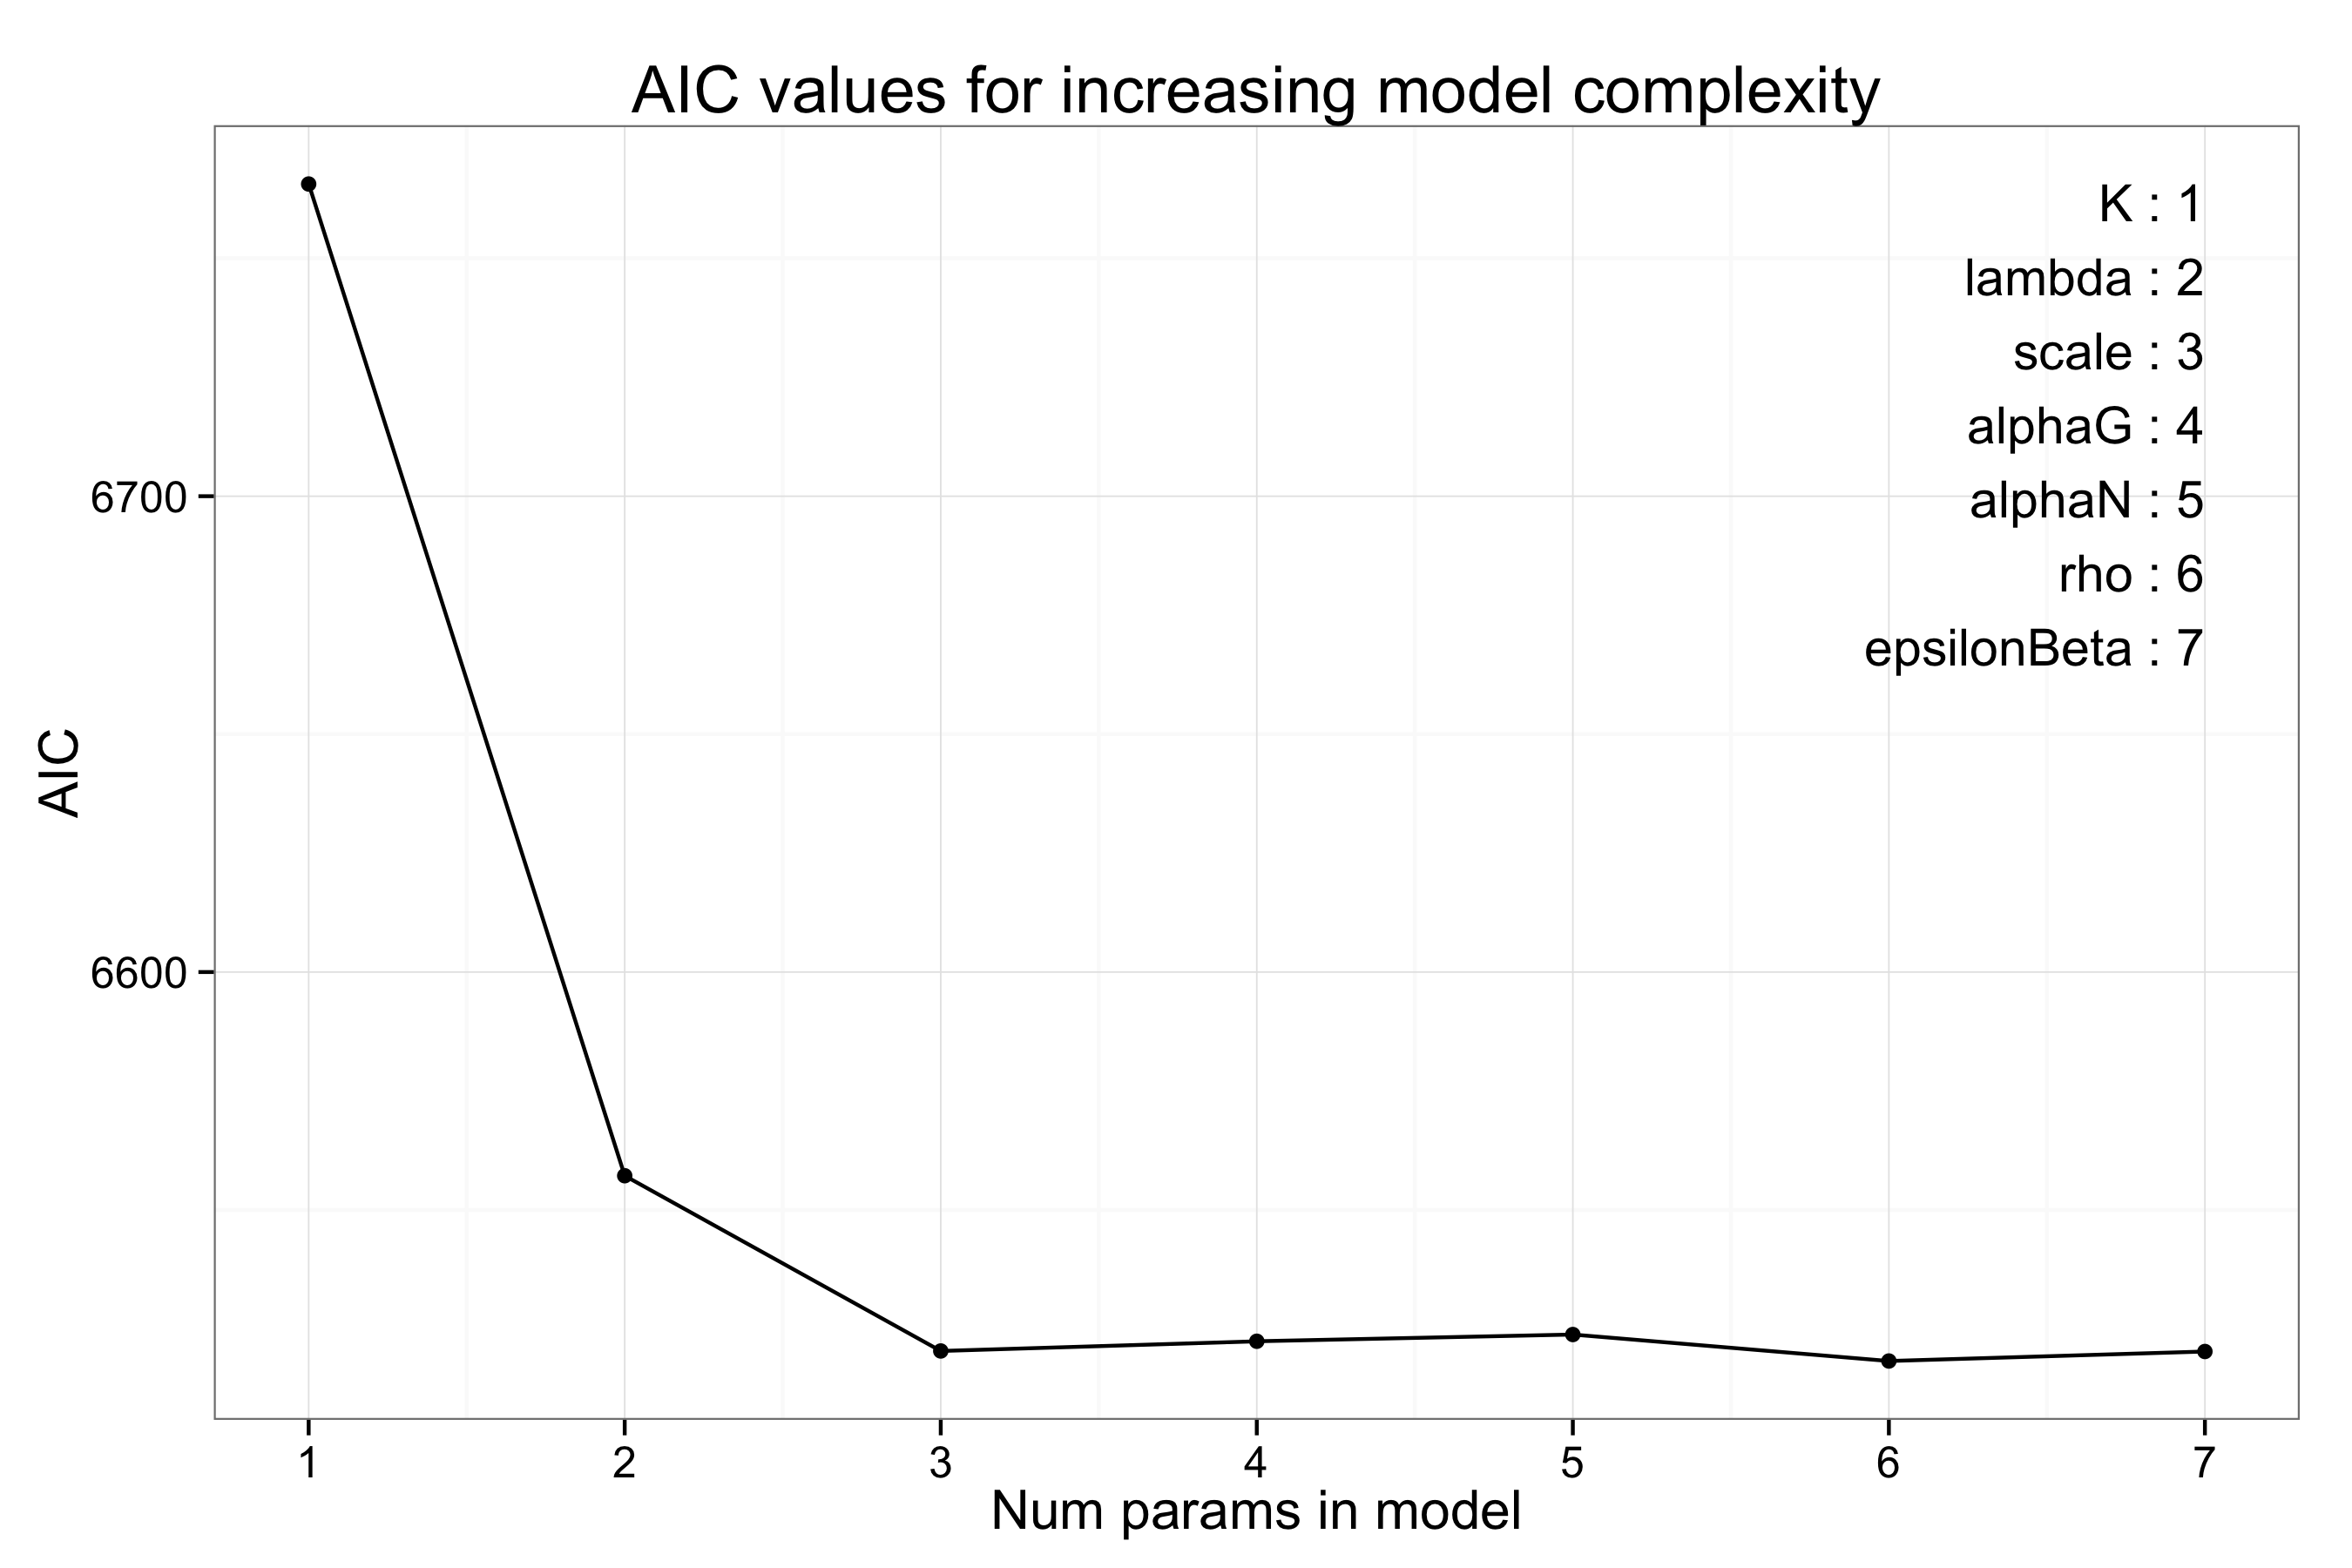 AIC values for increasing model complexity
K : 1
lambda : 2
scale : 3
alphaG : 4
alphaN : 5
rho : 6
epsilonBeta : 7
AIC
6700
6600
1 2 3 4 5 6 7
Num params in model